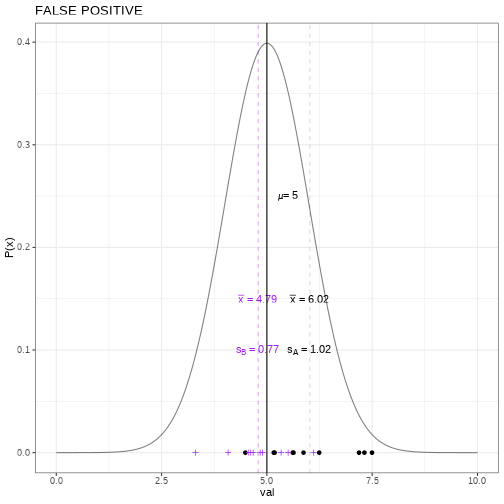 FALSE POSITIVE
0.4
0.3
μ= 5
P(x)
0.2
x̅ = 4.79 x̅ = 6.02
0.1
s_B = 0.77 s_A = 1.02
0.0
0.0 2.5 5.0 7.5 10.0
val